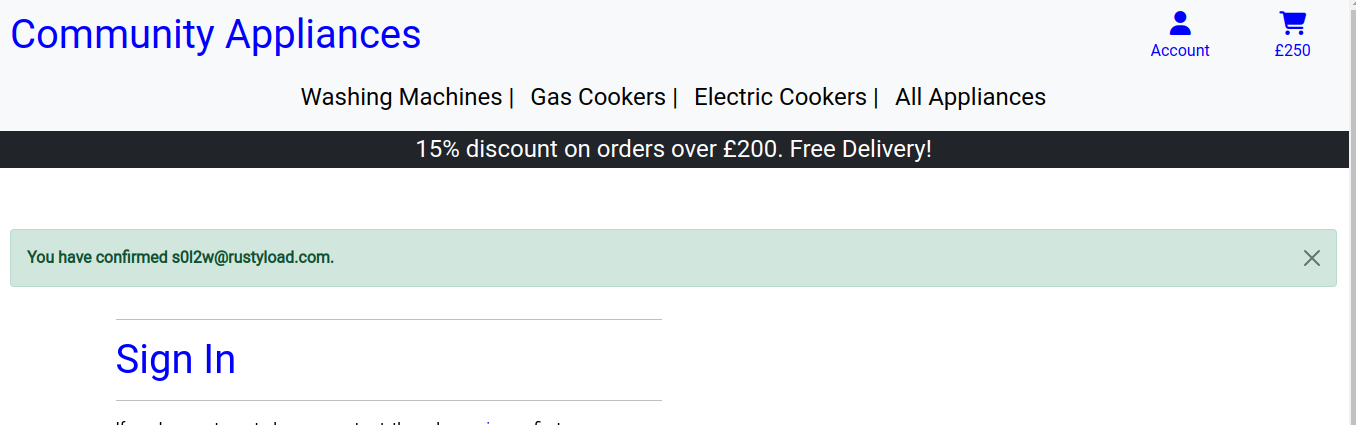 Community Appliances
Account
£250
Washing Machines |
Gas Cookers |
Electric Cookers |
All Appliances
15% discount on orders over £200. Free Delivery!
You have confirmed s0l2w@rustyload.com.
Sign In